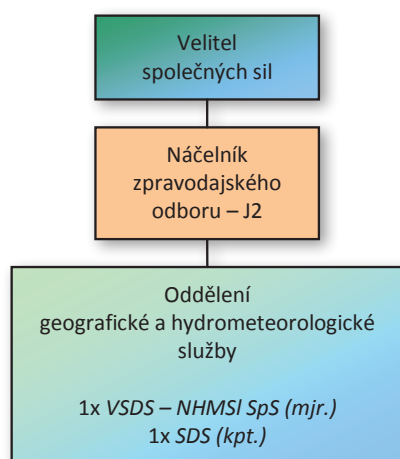 Velitel
společných sil
Náčelník
zpravodajského
odboru – J2
Oddělení
geografické a hydrometeorologické
služby
1x VSDS – NHMSl SpS (mjr.)
1x SDS (kpt.)